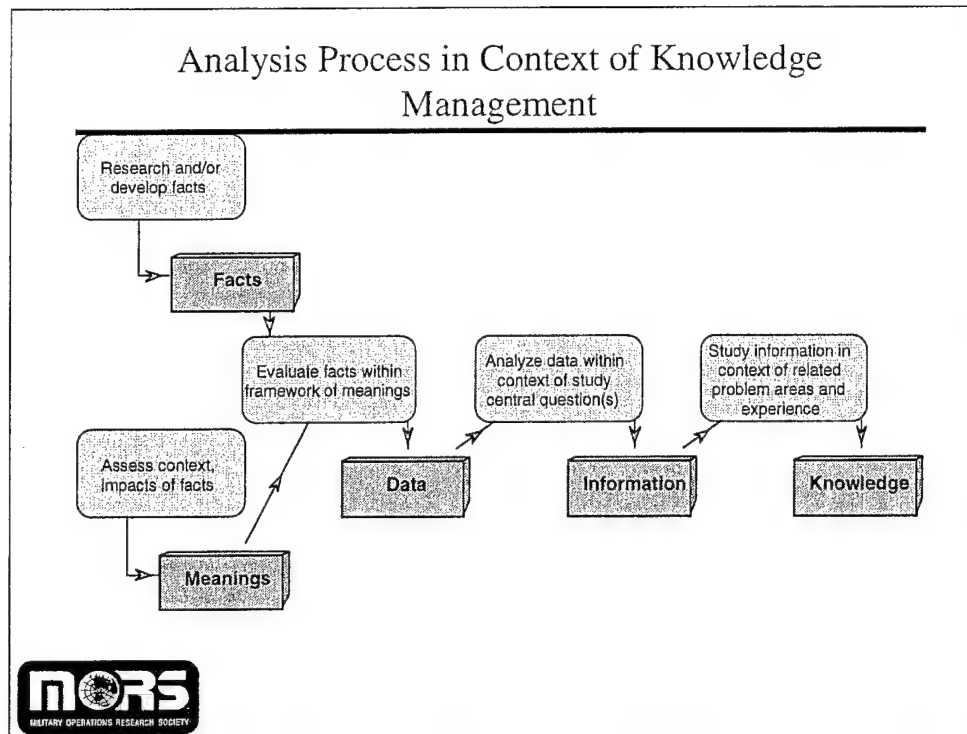 Analysis Process in Context of Knowledge
Management
Research and/or
develop facts
Facts
Evaluate facts within
framework of meanings
Analyze data within
context of study
central question(s)
Study information in
context of related
problem areas and
experience
Assess context,
impacts of facts
Data
Information
Knowledge
Meanings
MORS
MILITARY OPERATIONS RESEARCH SOCIETY